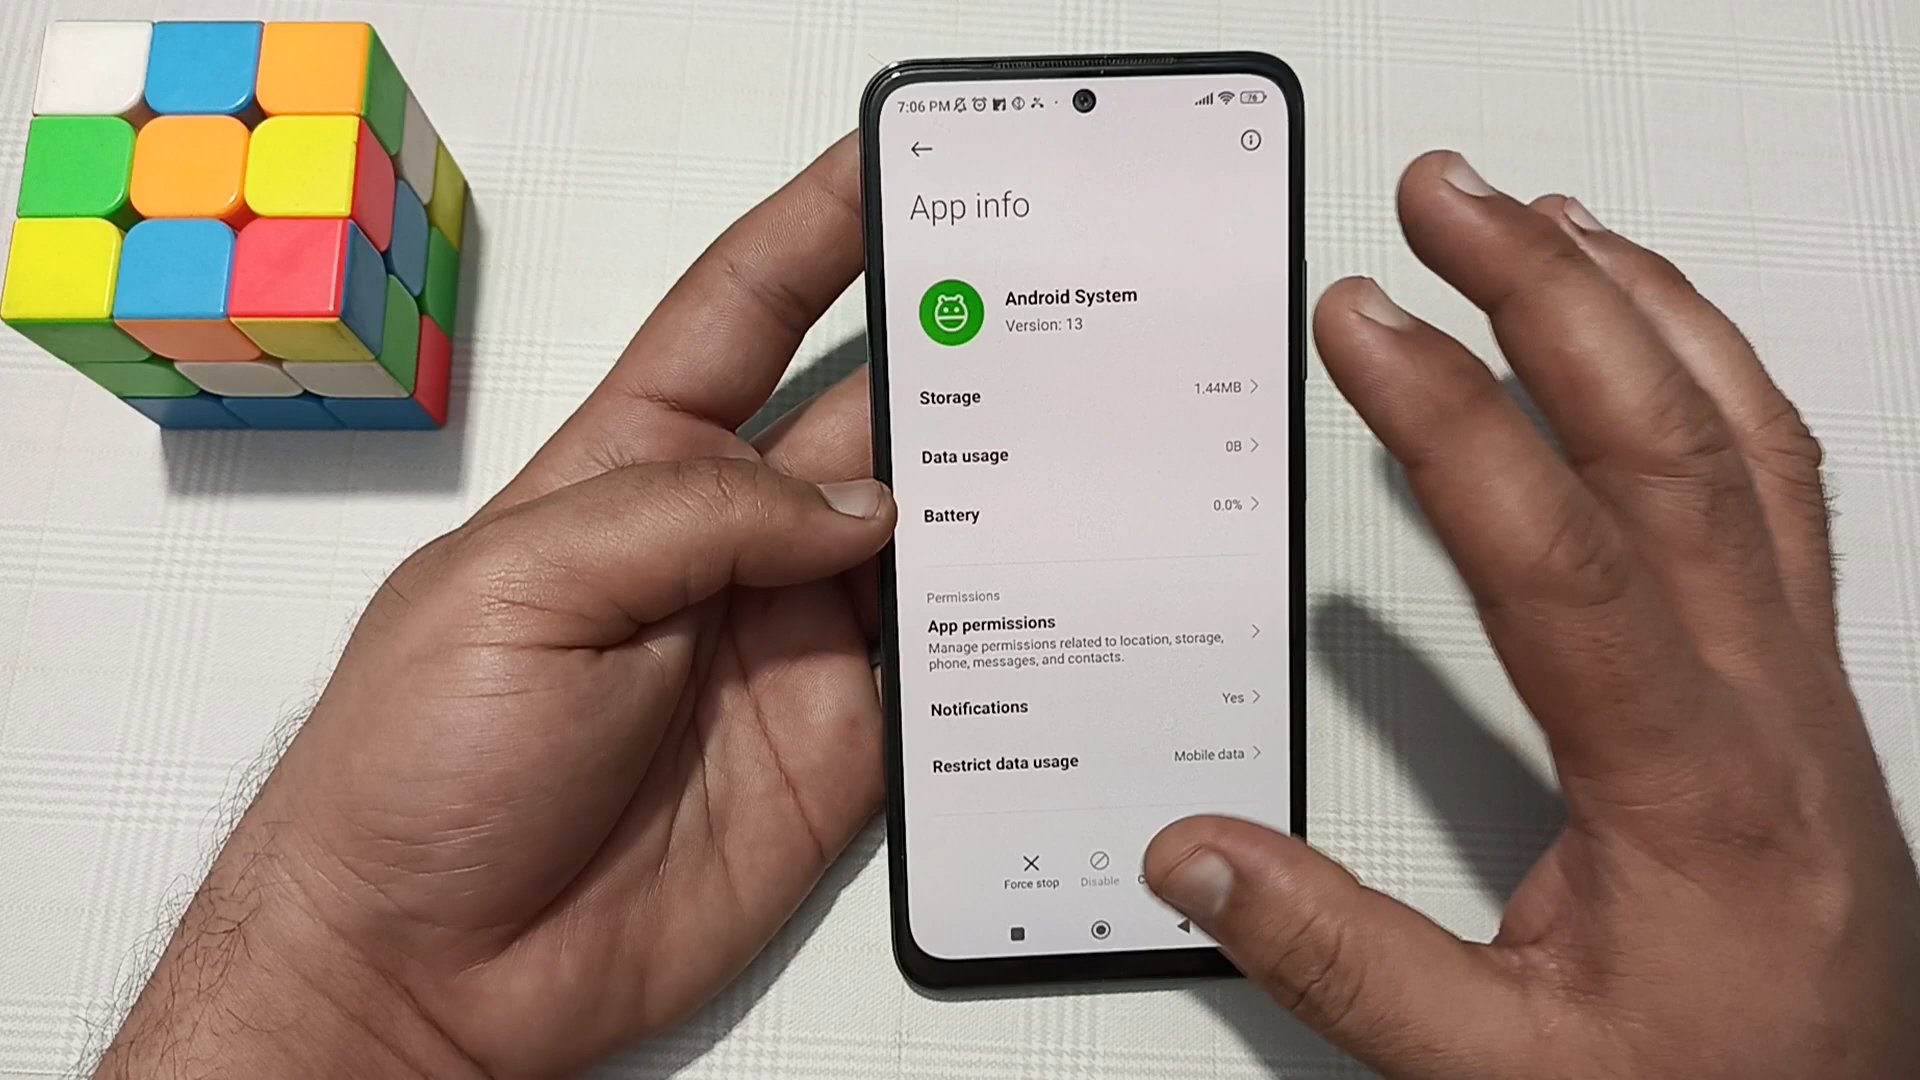 7:06 PM
76
App info
Android System
Version: 13
Storage 1.44MB
Data usage 0B
Battery 0.0%
Permissions
App permissions
Manage permissions related to location, storage,
phone, messages, and contacts.
Notifications Yes
Restrict data usage Mobile data
Force stop Disable